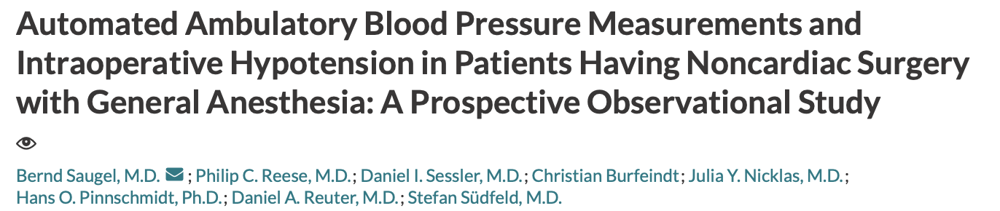 Automated Ambulatory Blood Pressure Measurements and
Intraoperative Hypotension in Patients Having Noncardiac Surgery
with General Anesthesia: A Prospective Observational Study
Bernd Saugel, M.D. ; Philip C. Reese, M.D.; Daniel I. Sessler, M.D.; Christian Burfeindt; Julia Y. Nicklas, M.D.;
Hans O. Pinnschmidt, Ph.D.; Daniel A. Reuter, M.D.; Stefan Südfeld, M.D.